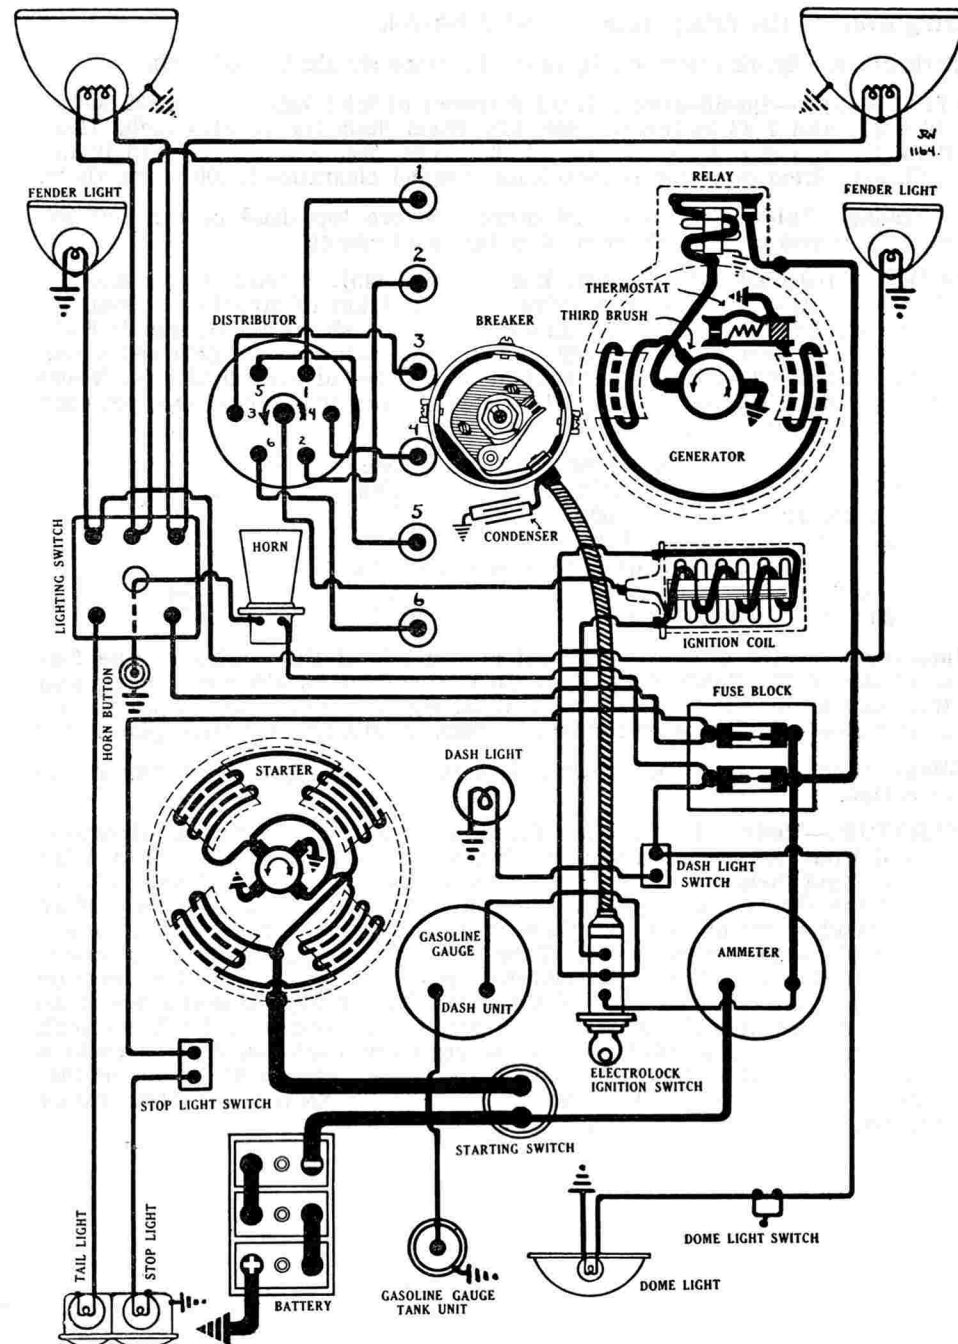 JRW
1164.
FENDER LIGHT
RELAY
FENDER LIGHT
1
2
3
4
5
6
DISTRIBUTOR
5
1
3
4
6
2
BREAKER
THERMOSTAT
THIRD BRUSH
GENERATOR
CONDENSER
LIGHTING SWITCH
HORN
IGNITION COIL
HORN BUTTON
FUSE BLOCK
STARTER
DASH LIGHT
DASH LIGHT
SWITCH
GASOLINE
GAUGE
DASH UNIT
AMMETER
ELECTROLOCK
IGNITION SWITCH
STOP LIGHT SWITCH
STARTING SWITCH
TAIL LIGHT
STOP LIGHT
BATTERY
GASOLINE GAUGE
TANK UNIT
DOME LIGHT SWITCH
DOME LIGHT